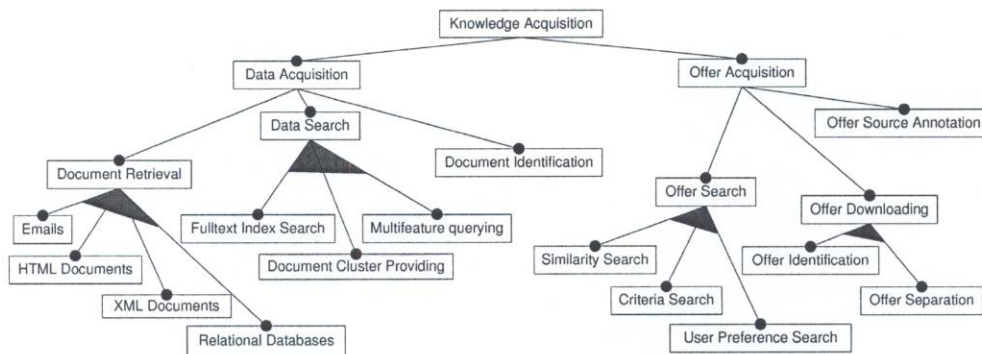 Knowledge Acquisition
Data Acquisition
Offer Acquisition
Data Search
Offer Source Annotation
Document Retrieval
Document Identification
Offer Search
Offer Downloading
Emails
Fulltext Index Search
Multifeature querying
HTML Documents
Document Cluster Providing
Similarity Search
Offer Identification
XML Documents
Criteria Search
Offer Separation
Relational Databases
User Preference Search